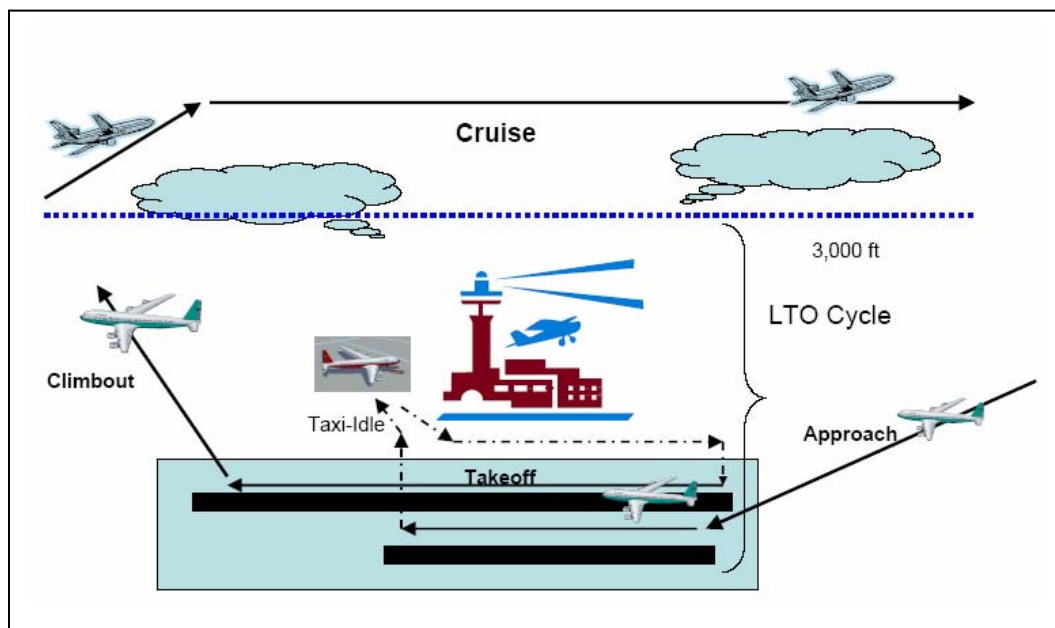 Cruise
3,000 ft
LTO Cycle
Climbout
Taxi-Idle
Approach
Takeoff